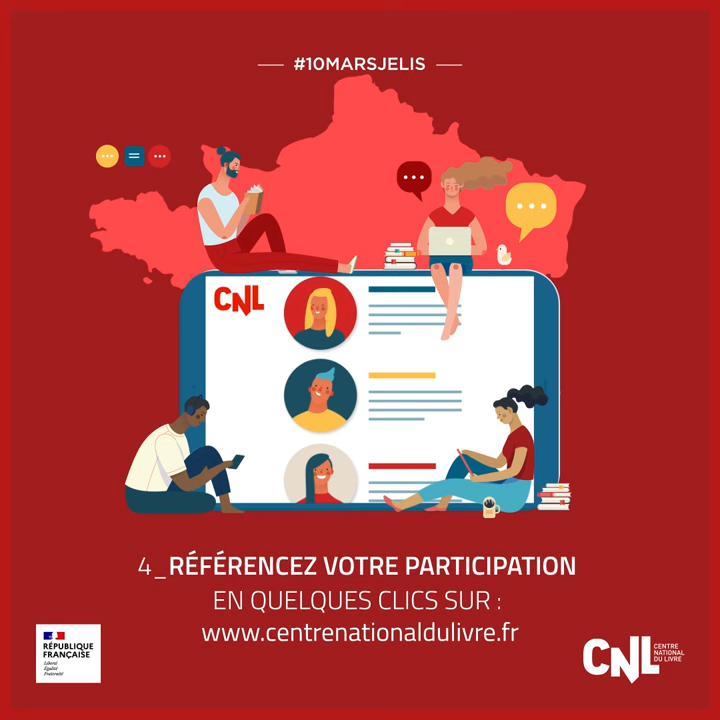 #10MARSJELIS
CNL
4_RÉFÉRENCEZ VOTRE PARTICIPATION
EN QUELQUES CLICS SUR :
www.centrenationaldulivre.fr
RÉPUBLIQUE
FRANÇAISE
Liberté
Égalité
Fraternité
CNL
CENTRE
NATIONAL
DU LIVRE